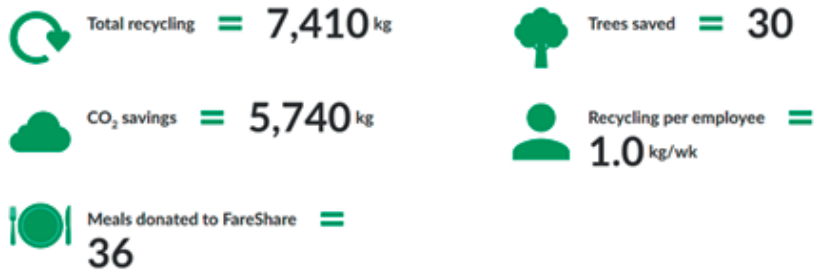 Total recycling = 7,410 kg
Trees saved = 30
CO₂ savings = 5,740 kg
Recycling per employee =
1.0 kg/wk
Meals donated to FareShare =
36